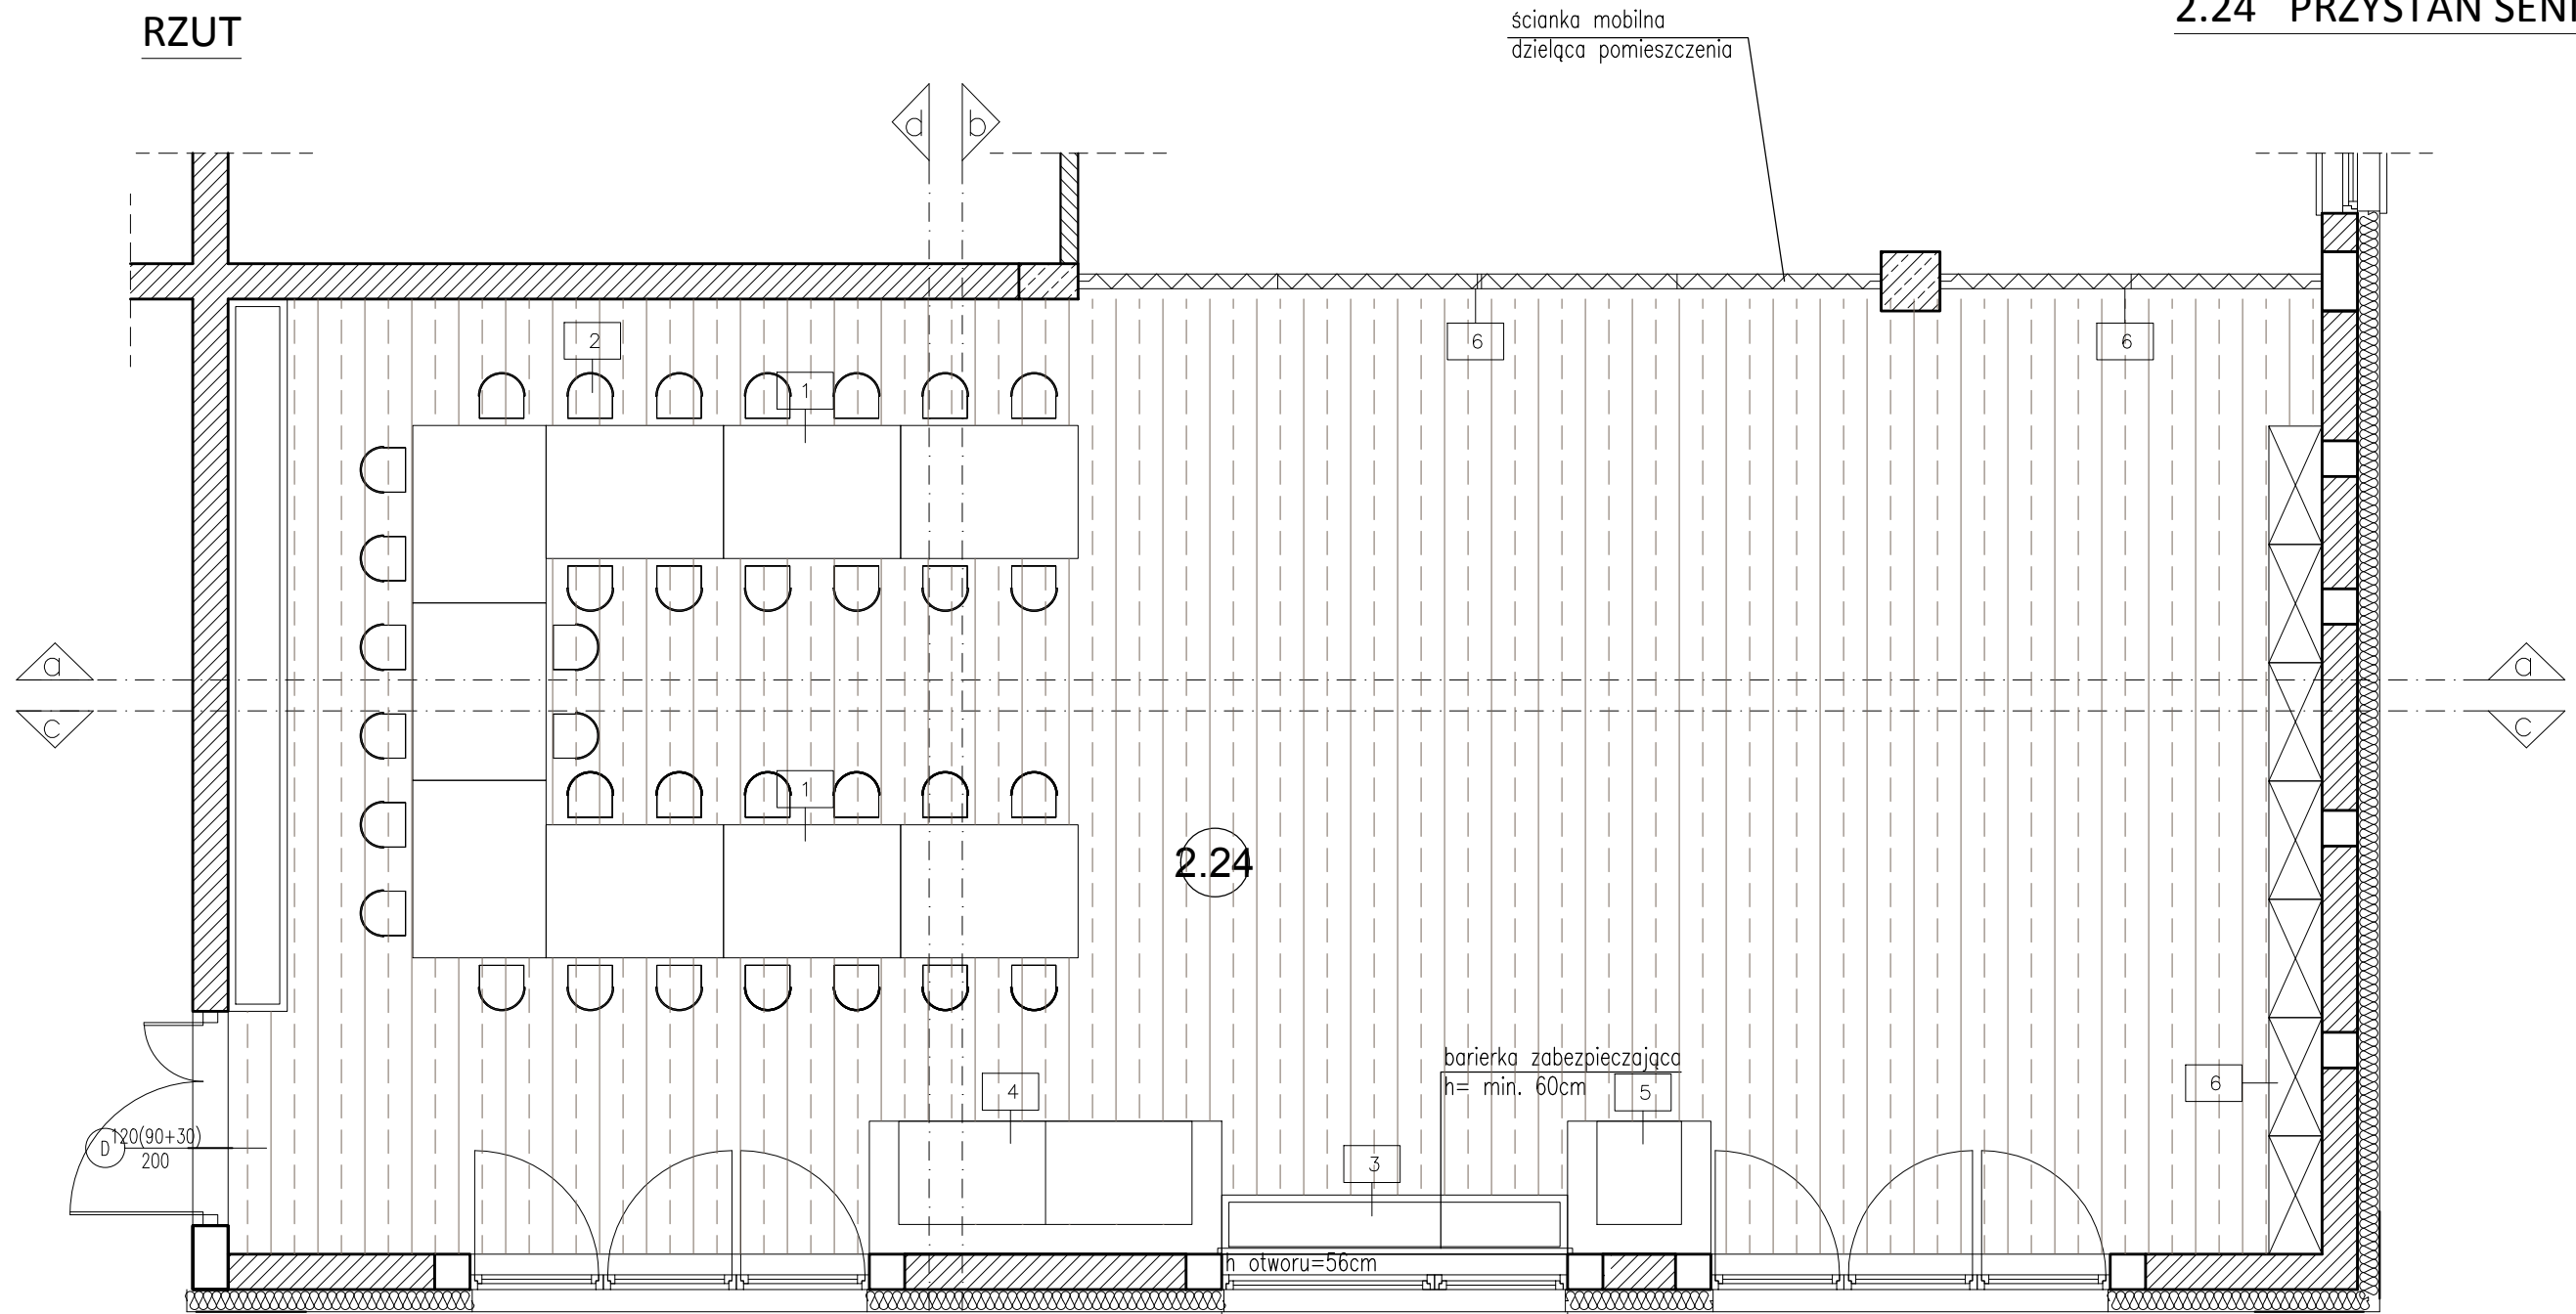 RZUT
2.24 PRZYSTAŃ
ścianka mobilna
dzieląca pomieszczenia
d b
2
1
6
6
a
a
c
c
1
2.24
barierka zabezpieczająca
h= min. 60cm
4
5
6
D
120(90+30)
200
3
h otworu=56cm